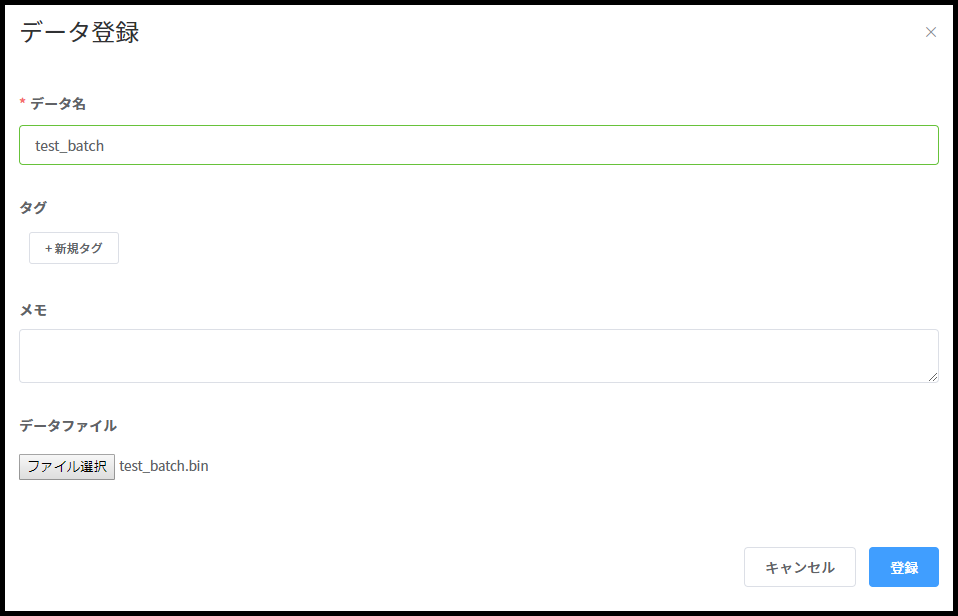 データ登録
* データ名
test_batch
タグ
+ 新規タグ
メモ
データファイル
ファイル選択 test_batch.bin
キャンセル 登録